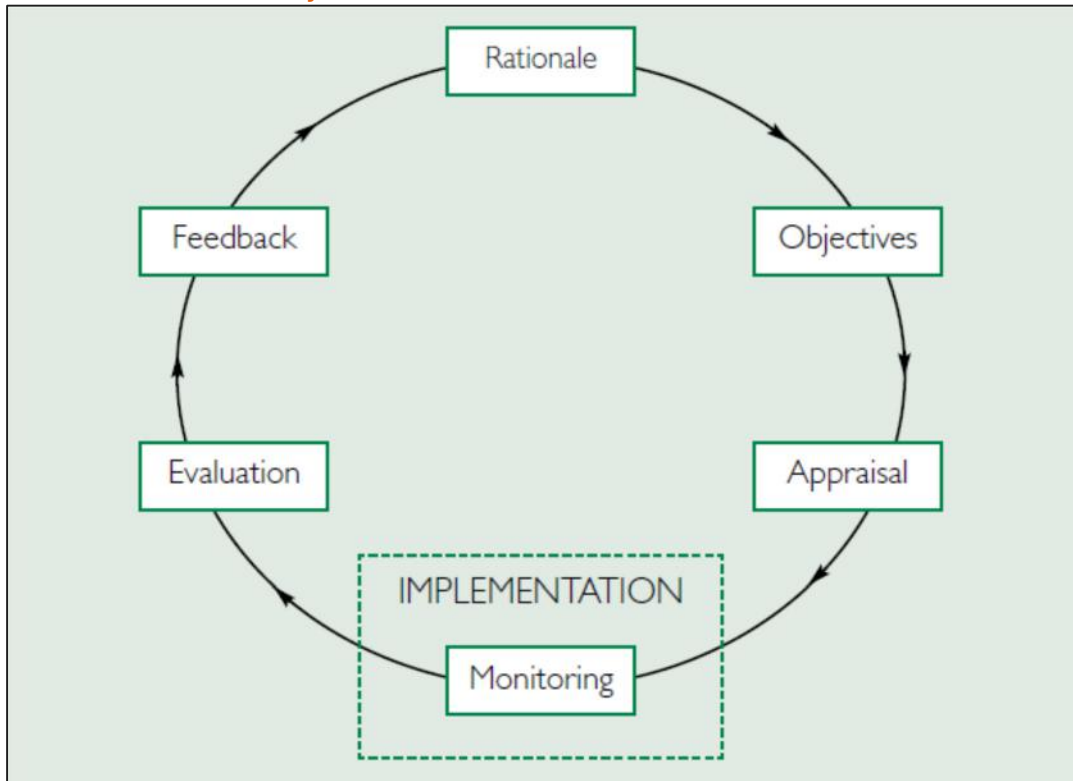 Rationale
Objectives
Appraisal
IMPLEMENTATION
Monitoring
Evaluation
Feedback